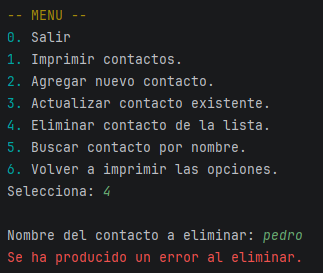 -- MENU --
0. Salir
1. Imprimir contactos.
2. Agregar nuevo contacto.
3. Actualizar contacto existente.
4. Eliminar contacto de la lista.
5. Buscar contacto por nombre.
6. Volver a imprimir las opciones.
Selecciona: 4
Nombre del contacto a eliminar: pedro
Se ha producido un error al eliminar.